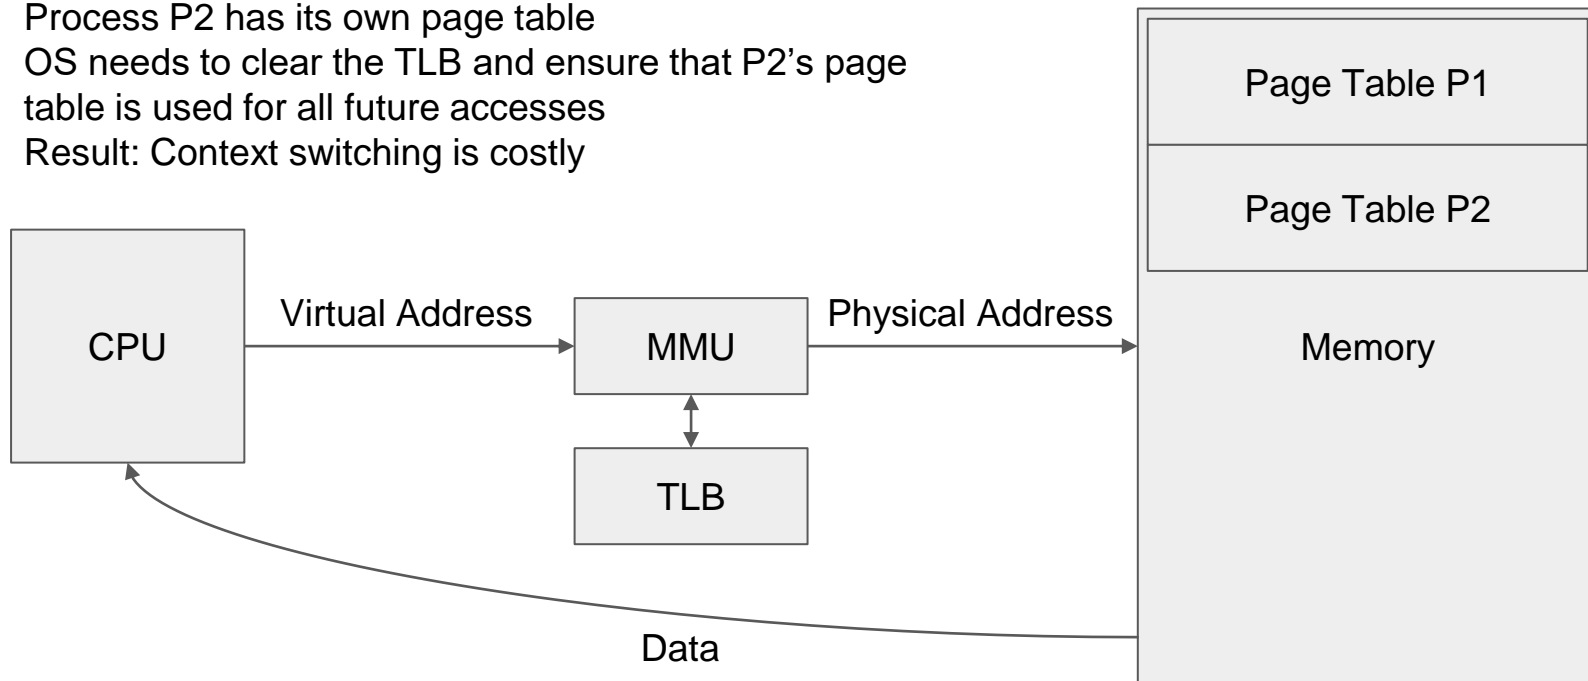 Process P2 has its own page table
OS needs to clear the TLB and ensure that P2’s page
table is used for all future accesses
Result: Context switching is costly
Page Table P1
Page Table P2
CPU
Virtual Address
MMU
Physical Address
Memory
TLB
Data